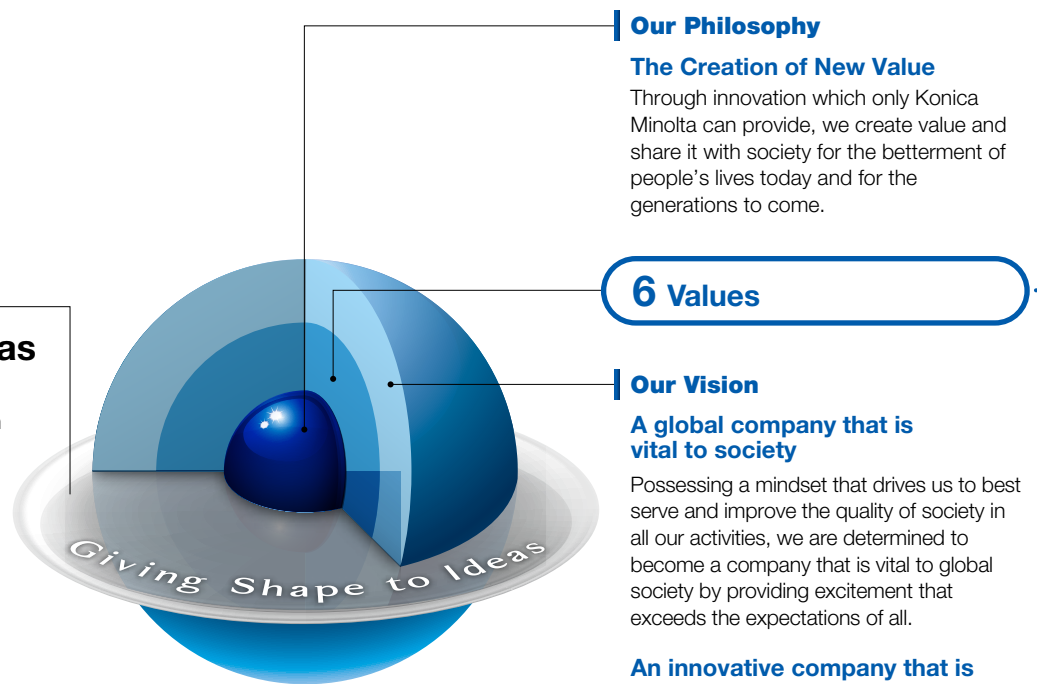 Our Philosophy
The Creation of New Value
Through innovation which only Konica
Minolta can provide, we create value and
share it with society for the betterment of
people's lives today and for the
generations to come.
6 Values
as
Our Vision
A global company that is
vital to society
Possessing a mindset that drives us to best
serve and improve the quality of society in
all our activities, we are determined to
become a company that is vital to global
society by providing excitement that
exceeds the expectations of all.
An innovative company that is
Giving Shape to Ideas